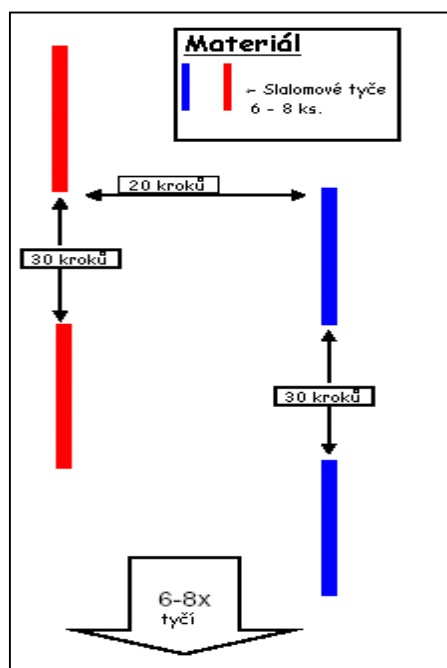 Materiál
- Slalomové tyče
6 - 8 ks.
20 kroků
30 kroků
30 kroků
6-8x
tyčí